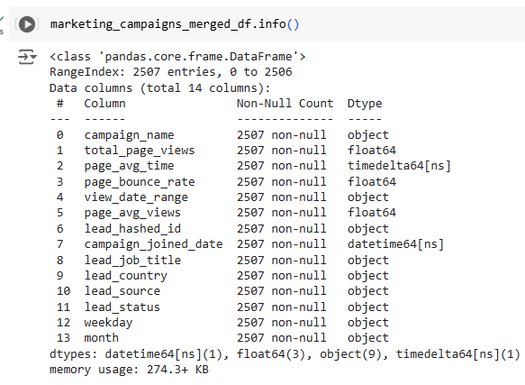 marketing_campaigns_merged_df.info()
<class 'pandas.core.frame.DataFrame'>
RangeIndex: 2507 entries, 0 to 2506
Data columns (total 14 columns):
 #   Column                Non-Null Count  Dtype
---  ------                --------------  -----
 0   campaign_name         2507 non-null   object
 1   total_page_views      2507 non-null   float64
 2   page_avg_time         2507 non-null   timedelta64[ns]
 3   page_bounce_rate      2507 non-null   float64
 4   view_date_range       2507 non-null   object
 5   page_avg_views        2507 non-null   float64
 6   lead_hashed_id        2507 non-null   object
 7   campaign_joined_date  2507 non-null   datetime64[ns]
 8   lead_job_title        2507 non-null   object
 9   lead_country          2507 non-null   object
 10  lead_source           2507 non-null   object
 11  lead_status           2507 non-null   object
 12  weekday               2507 non-null   object
 13  month                 2507 non-null   object
dtypes: datetime64[ns](1), float64(3), object(9), timedelta64[ns](1)
memory usage: 274.3+ KB